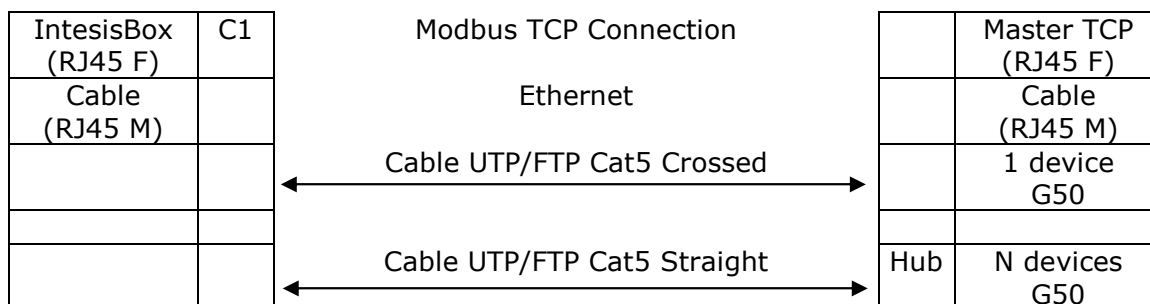 IntesisBox C1 Modbus TCP Connection Master TCP
(RJ45 F) (RJ45 F)
Cable Ethernet Cable
(RJ45 M) (RJ45 M)
Cable UTP/FTP Cat5 Crossed 1 device
G50
Cable UTP/FTP Cat5 Straight Hub N devices
G50